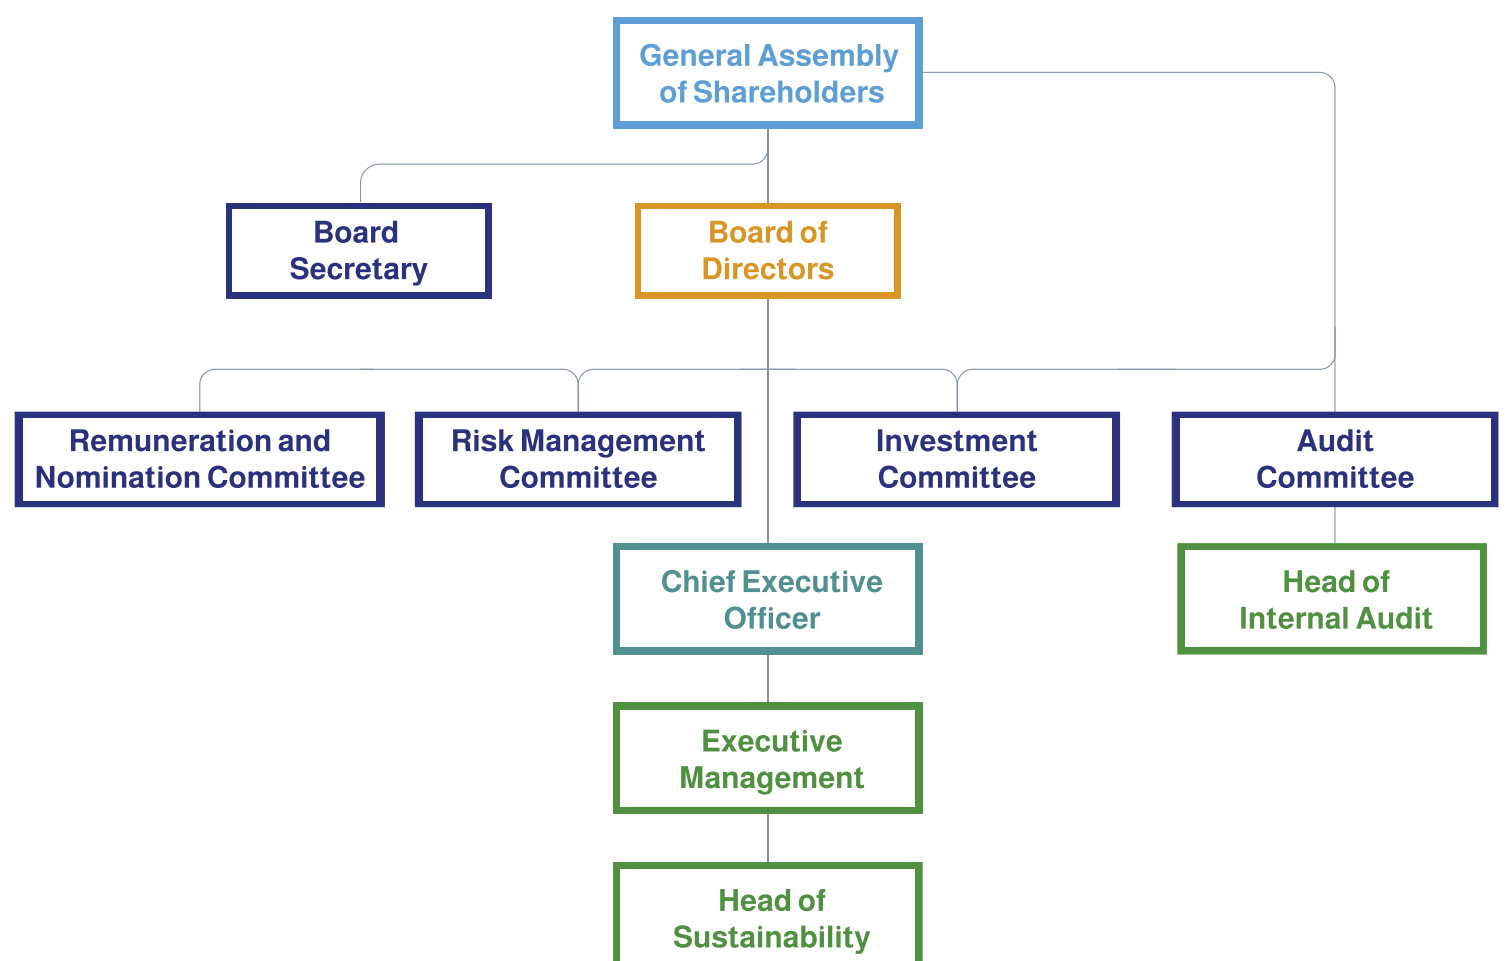 General Assembly
of Shareholders
Board
Secretary
Board of
Directors
Remuneration and
Nomination Committee
Risk Management
Committee
Investment
Committee
Audit
Committee
Chief Executive
Officer
Head of
Internal Audit
Executive
Management
Head of
Sustainability